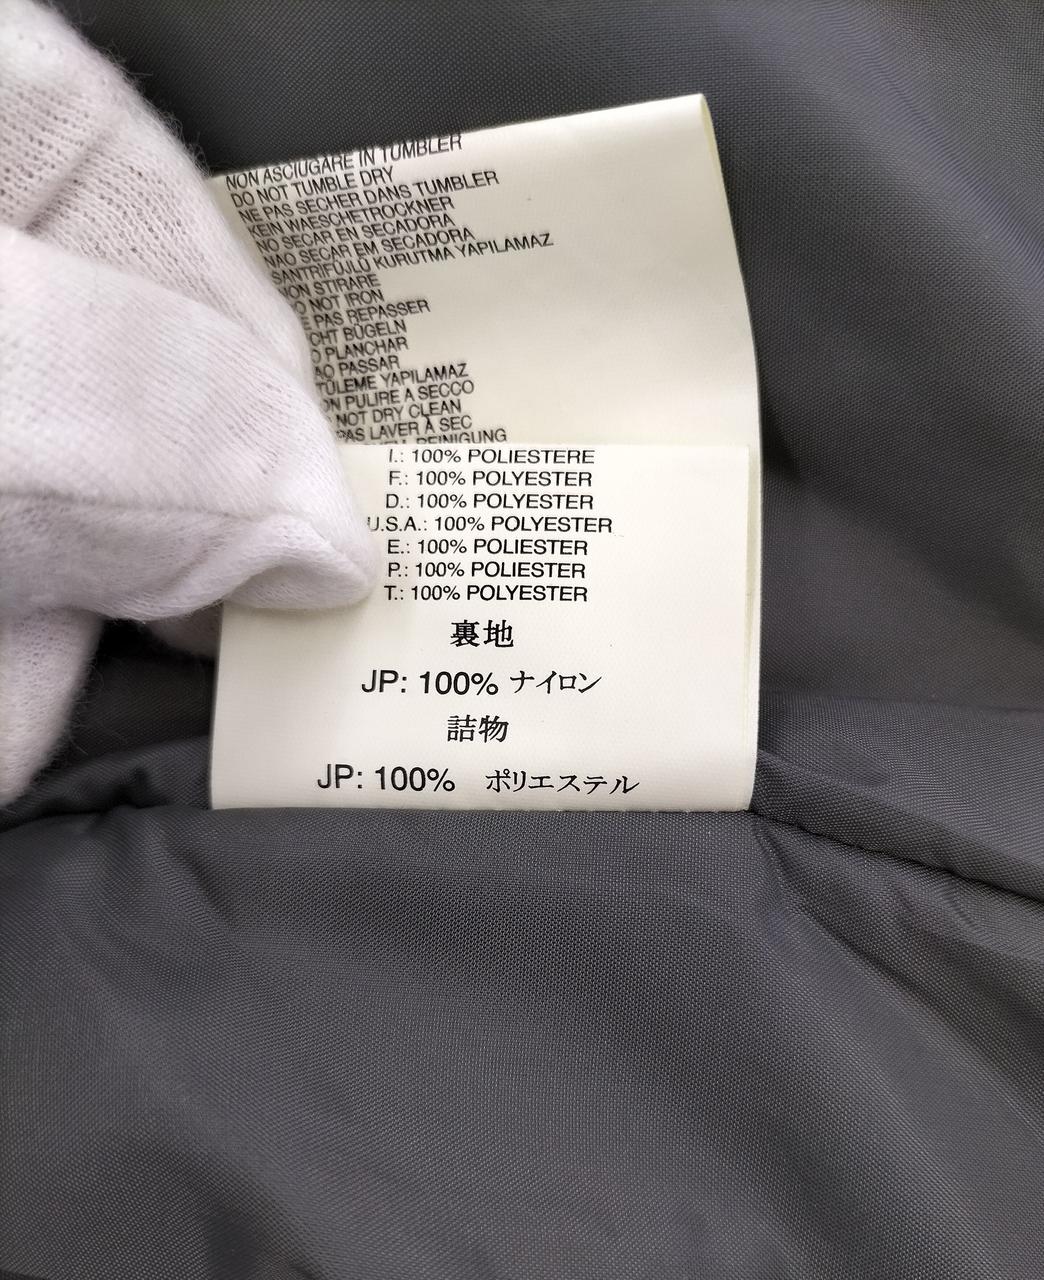 NON ASCIUGARE IN TUMBLER
DO NOT TUMBLE DRY
NE PAS SECHER DANS TUMBLER
KEIN WAESCHETROCKNER
NO SECAR EN SECADORA
NAO SECAR EM SECADORA
SANTRIFÜJLÜ KURUTMA YAPILAMAZ
NON STIRARE
NOT IRON
PAS REPASSER
BÜGELN
PLANCHAR
PASSAR
YAPILAMAZ
PULIRE A SECCO
NOT DRY CLEAN
PAS LAVER À SEC
REINIGUNG
I.: 100% POLIESTERE
F.: 100% POLYESTER
D.: 100% POLYESTER
U.S.A.: 100% POLYESTER
E.: 100% POLIESTER
P.: 100% POLIESTER
T.: 100% POLYESTER
裏地
JP: 100% ナイロン
詰物
JP: 100% ポリエステル